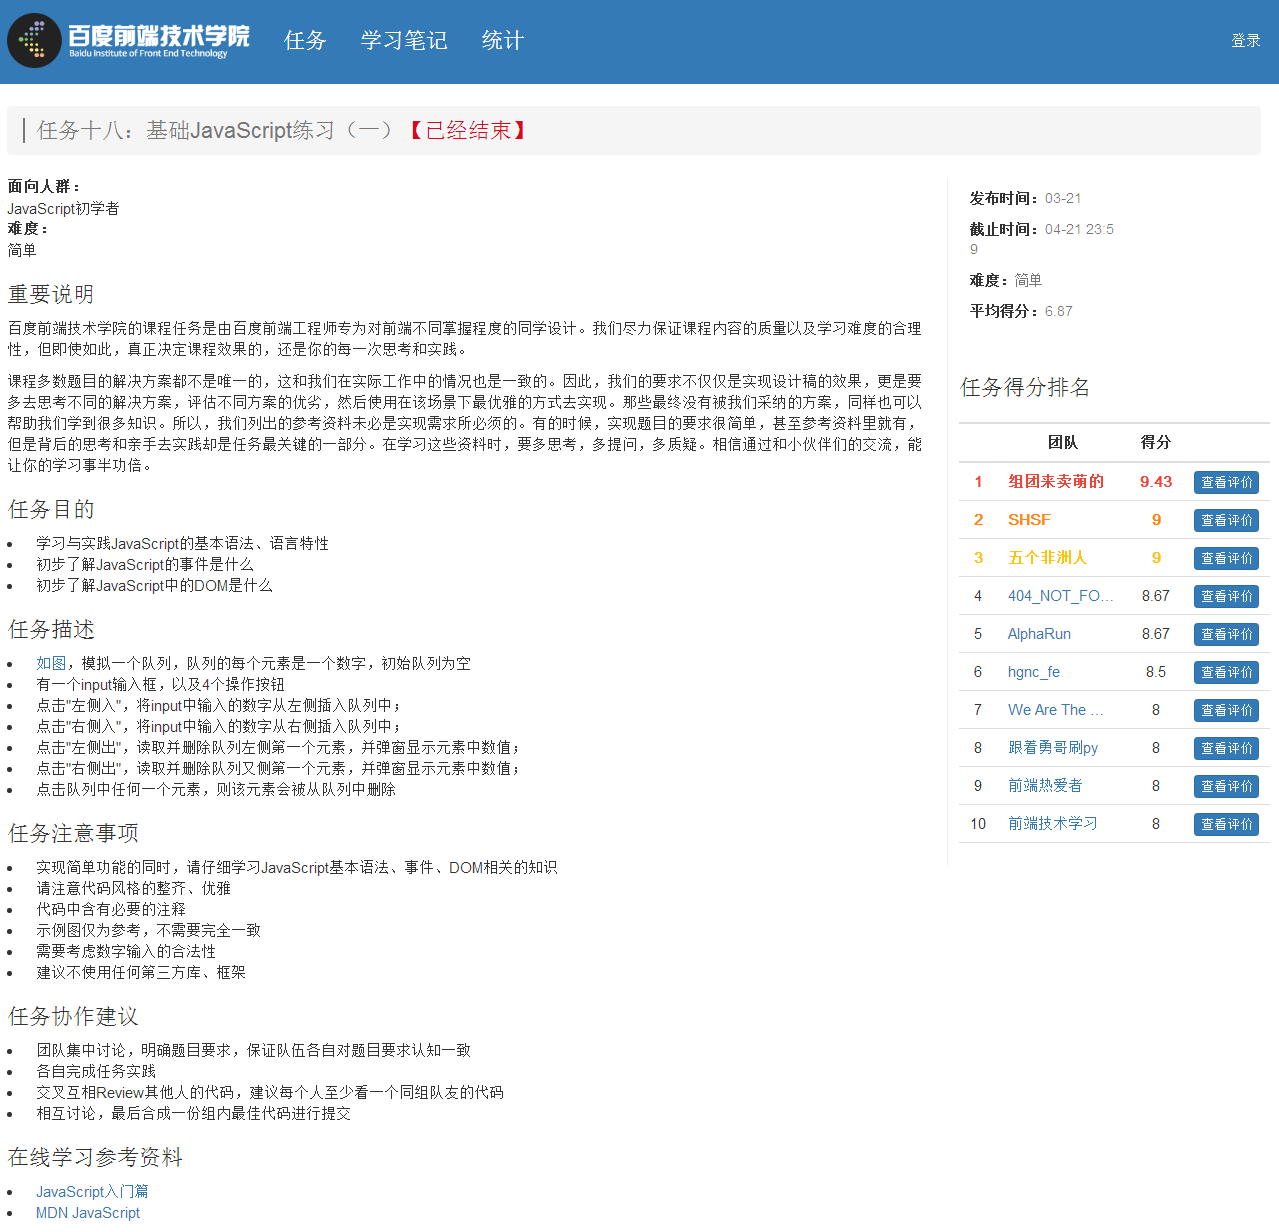 百度前端技术学院
Baidu Institute of Front End Technology
任务 学习笔记 统计 登录
任务十八：基础JavaScript练习（一）【已经结束】
面向人群：
JavaScript初学者
难度：
简单
重要说明
百度前端技术学院的课程任务是由百度前端工程师专为对前端不同掌握程度的同学设计。我们尽力保证课程内容的质量以及学习难度的合理
性，但即使如此，真正决定课程效果的，还是你的每一次思考和实践。
课程多数题目的解决方案都不是唯一的，这和我们在实际工作中的情况也是一致的。因此，我们的要求不仅仅是实现设计稿的效果，更是要
多去思考不同的解决方案，评估不同方案的优劣，然后使用在该场景下最优雅的方式去实现。那些最终没有被我们采纳的方案，同样也可以
帮助我们学到很多知识。所以，我们列出的参考资料未必是实现需求所必须的。有的时候，实现题目的要求很简单，甚至参考资料里就有，
但是背后的思考和亲手去实践却是任务最关键的一部分。在学习这些资料时，要多思考，多提问，多质疑。相信通过和小伙伴们的交流，能
让你的学习事半功倍。
任务目的
学习与实践JavaScript的基本语法、语言特性
初步了解JavaScript的事件是什么
初步了解JavaScript中的DOM是什么
任务描述
如图，模拟一个队列，队列的每个元素是一个数字，初始队列为空
有一个input输入框，以及4个操作按钮
点击"左侧入"，将input中输入的数字从左侧插入队列中；
点击"右侧入"，将input中输入的数字从右侧插入队列中；
点击"左侧出"，读取并删除队列左侧第一个元素，并弹窗显示元素中数值；
点击"右侧出"，读取并删除队列又侧第一个元素，并弹窗显示元素中数值；
点击队列中任何一个元素，则该元素会被从队列中删除
任务注意事项
实现简单功能的同时，请仔细学习JavaScript基本语法、事件、DOM相关的知识
请注意代码风格的整齐、优雅
代码中含有必要的注释
示例图仅为参考，不需要完全一致
需要考虑数字输入的合法性
建议不使用任何第三方库、框架
任务协作建议
团队集中讨论，明确题目要求，保证队伍各自对题目要求认知一致
各自完成任务实践
交叉互相Review其他人的代码，建议每个人至少看一个同组队友的代码
相互讨论，最后合成一份组内最佳代码进行提交
在线学习参考资料
JavaScript入门篇
MDN JavaScript
发布时间：03-21
截止时间：04-21 23:5
9
难度：简单
平均得分：6.87
任务得分排名
团队 得分
1 组团来卖萌的 9.43 查看评价
2 SHSF 9 查看评价
3 五个非洲人 9 查看评价
4 404_NOT_FO... 8.67 查看评价
5 AlphaRun 8.67 查看评价
6 hgnc_fe 8.5 查看评价
7 We Are The ... 8 查看评价
8 跟着勇哥刷py 8 查看评价
9 前端热爱者 8 查看评价
10 前端技术学习 8 查看评价